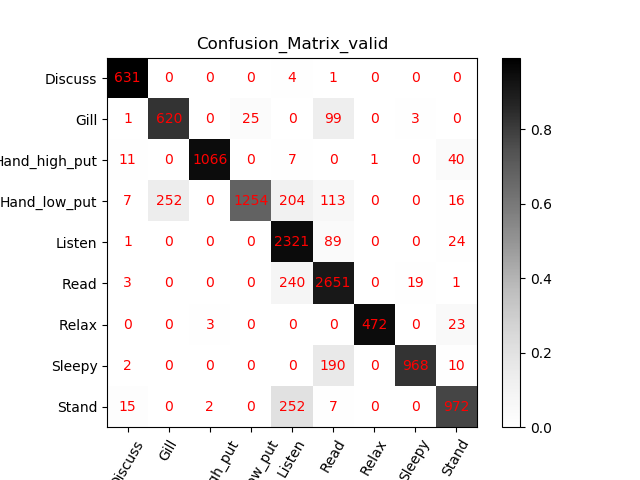 Confusion_Matrix_valid
Discuss 631 0 0 0 4 1 0 0 0
Gill 1 620 0 25 0 99 0 3 0
Hand_high_put 11 0 1066 0 7 0 1 0 40
Hand_low_put 7 252 0 1254 204 113 0 0 16
Listen 1 0 0 0 2321 89 0 0 24
Read 3 0 0 0 240 2651 0 19 1
Relax 0 0 3 0 0 0 472 0 23
Sleepy 2 0 0 0 0 190 0 968 10
Stand 15 0 2 0 252 7 0 0 972
Discuss Gill gh_put ow_put Listen Read Relax Sleepy Stand
0.8
0.6
0.4
0.2
0.0